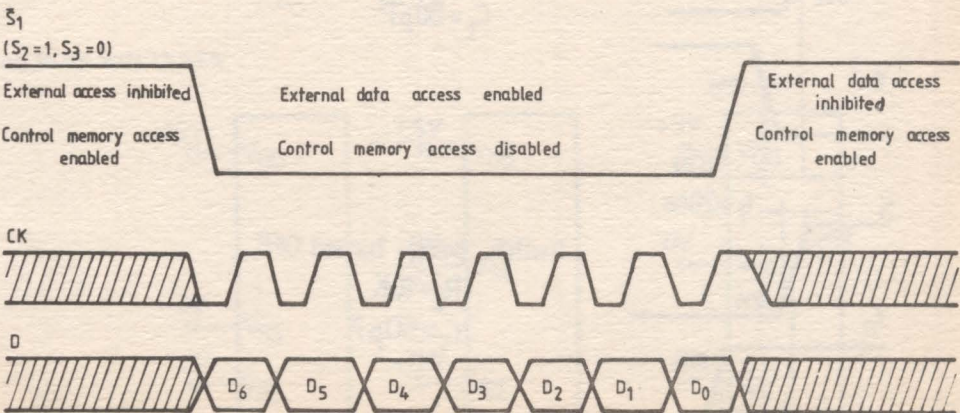 S̄₁
(S₂ = 1, S₃ = 0)
External access inhibited
Control memory access
enabled
External data access enabled
Control memory access disabled
External data access
inhibited
Control memory access
enabled
CK
D
D₆ D₅ D₄ D₃ D₂ D₁ D₀